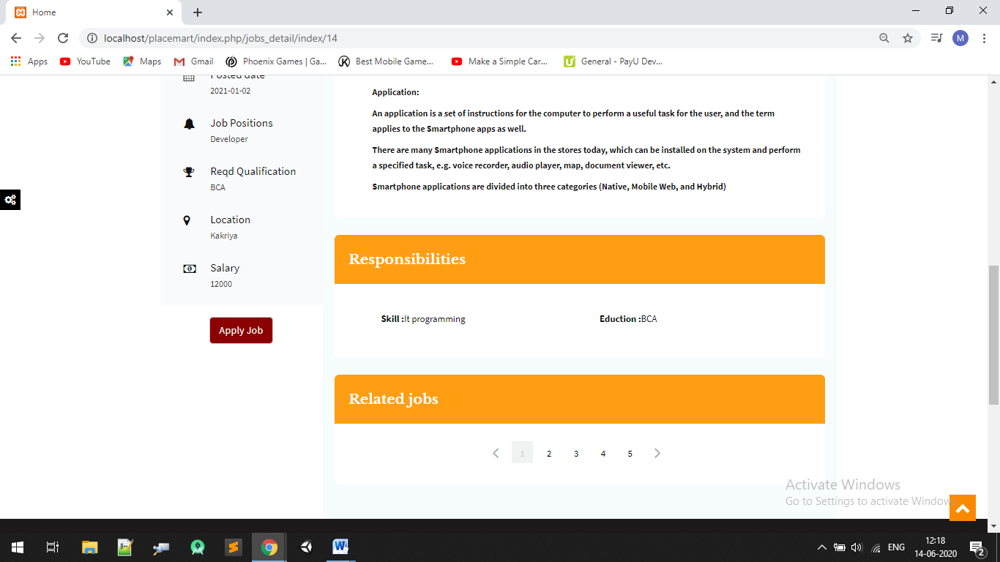 Home
localhost/placemart/index.php/jobs_detail/index/14
M
Apps YouTube Maps Gmail Phoenix Games | Ga... Best Mobile Game... Make a Simple Car... General - PayU Dev...
Posted date
2021-01-02
Job Positions
Developer
Reqd Qualification
BCA
Location
Kakriya
Salary
12000
Apply Job
Application:
An application is a set of instructions for the computer to perform a useful task for the user, and the term
applies to the Smartphone apps as well.
There are many Smartphone applications in the stores today, which can be installed on the system and perform
a specified task, e.g. voice recorder, audio player, map, document viewer, etc.
Smartphone applications are divided into three categories (Native, Mobile Web, and Hybrid)
Responsibilities
Skill :It programming Eduction :BCA
Related jobs
1 2 3 4 5
Activate Windows
Go to Settings to activate Windows
ENG
12:18
14-06-2020
2